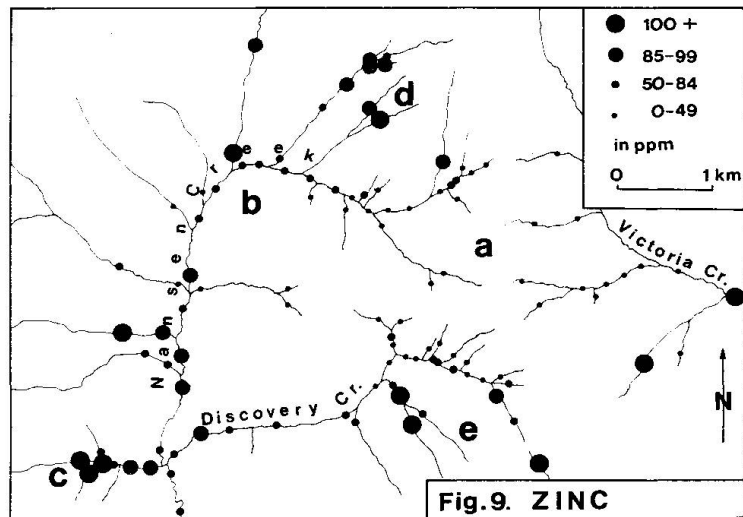 100 +
85-99
50-84
0-49
in ppm
0 1 km
d
Nansen Creek
b
a
Victoria Cr.
Discovery Cr.
N
c
e
Fig. 9. ZINC